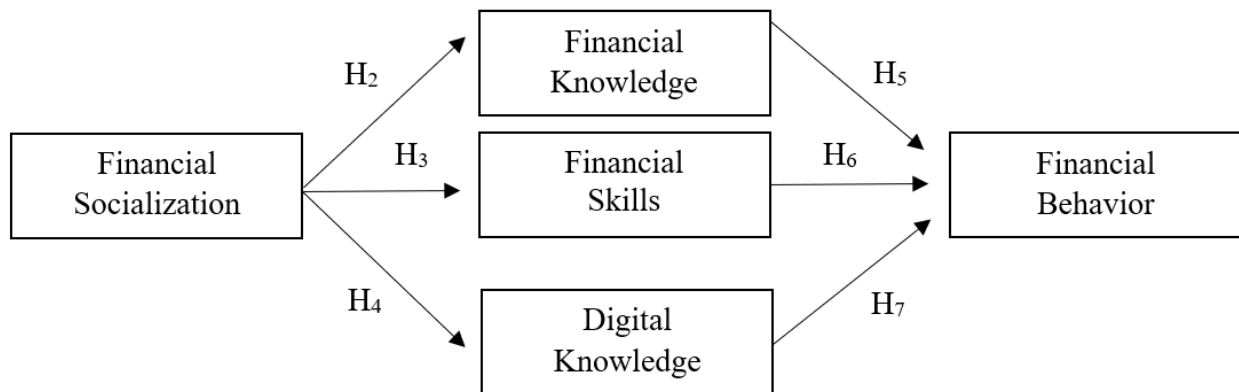 Financial
Knowledge
H₂
H₅
Financial
Socialization
H₃
Financial
Skills
H₆
Financial
Behavior
H₄
Digital
Knowledge
H₇